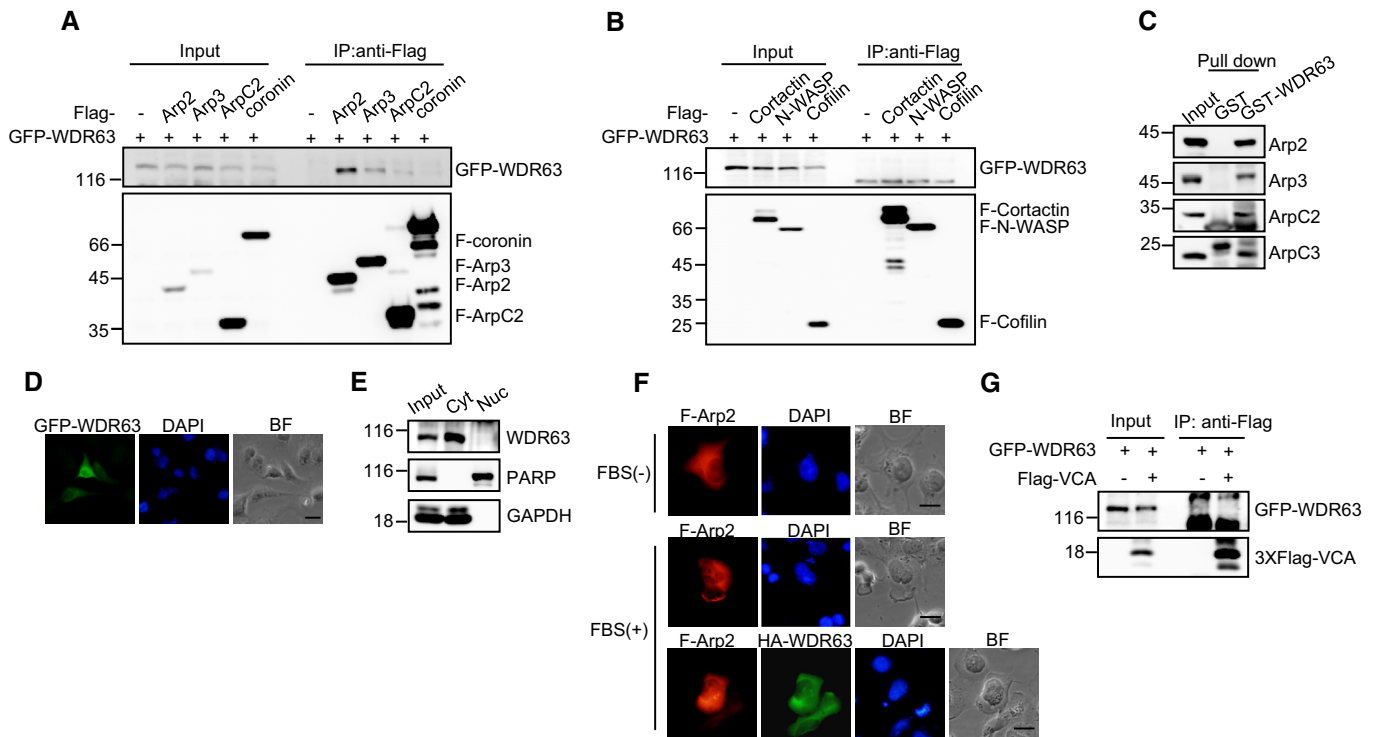 A
Input
IP:anti-Flag
Flag-
- Arp2 Arp3 ArpC2 coronin
- Arp2 Arp3 ArpC2 coronin
GFP-WDR63 + + + + + + + + + +
116
GFP-WDR63
66
45
35
F-coronin
F-Arp3
F-Arp2
F-ArpC2
B
Input
IP:anti-Flag
Flag-
- Cortactin N-WASP Cofilin
- Cortactin N-WASP Cofilin
GFP-WDR63 + + + + + + + +
116
GFP-WDR63
66
45
35
25
F-Cortactin
F-N-WASP
F-Cofilin
C
Pull down
Input GST GST-WDR63
45
Arp2
45
Arp3
35
ArpC2
25
ArpC3
D
GFP-WDR63 DAPI BF
E
Input Cyt Nuc
116
WDR63
116
PARP
18
GAPDH
F
F-Arp2 DAPI BF
FBS(-)
F-Arp2 DAPI BF
FBS(+)
F-Arp2 HA-WDR63 DAPI BF
G
Input
IP: anti-Flag
GFP-WDR63 + + + +
Flag-VCA - + - +
116
GFP-WDR63
18
3XFlag-VCA